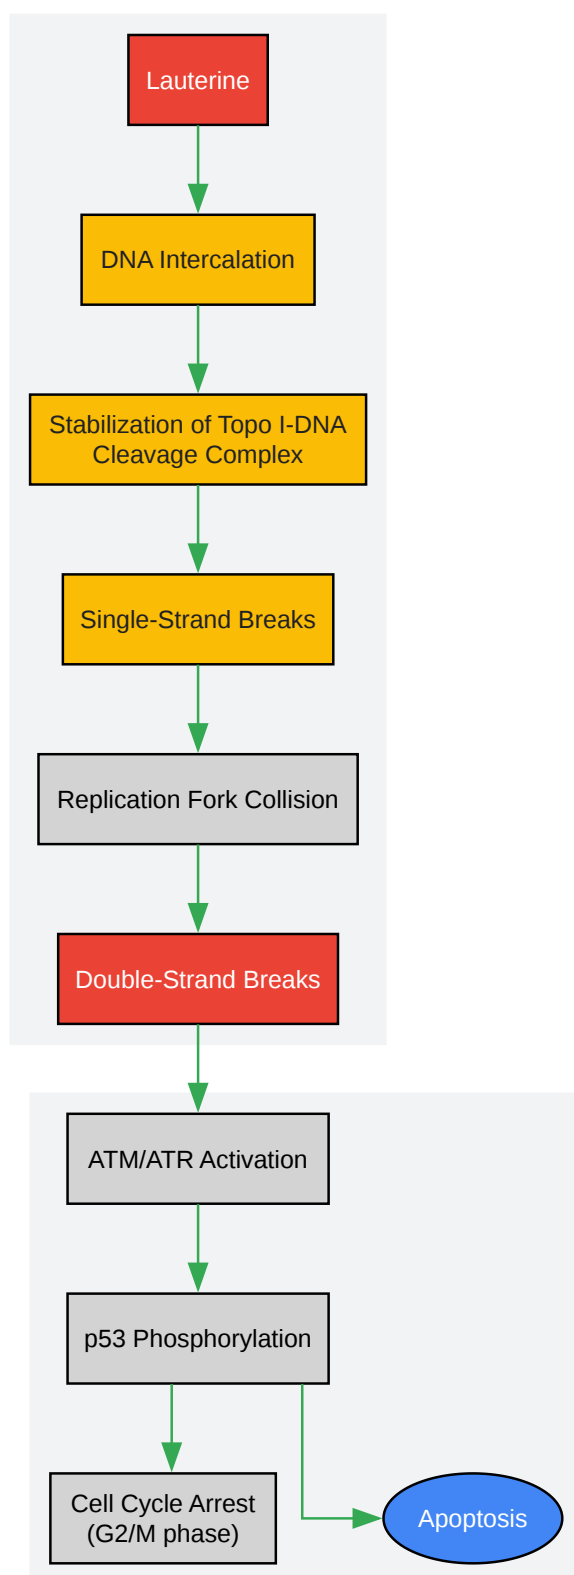 Lauterine
DNA Intercalation
Stabilization of Topo I-DNA
Cleavage Complex
Single-Strand Breaks
Replication Fork Collision
Double-Strand Breaks
ATM/ATR Activation
p53 Phosphorylation
Cell Cycle Arrest
(G2/M phase)
Apoptosis